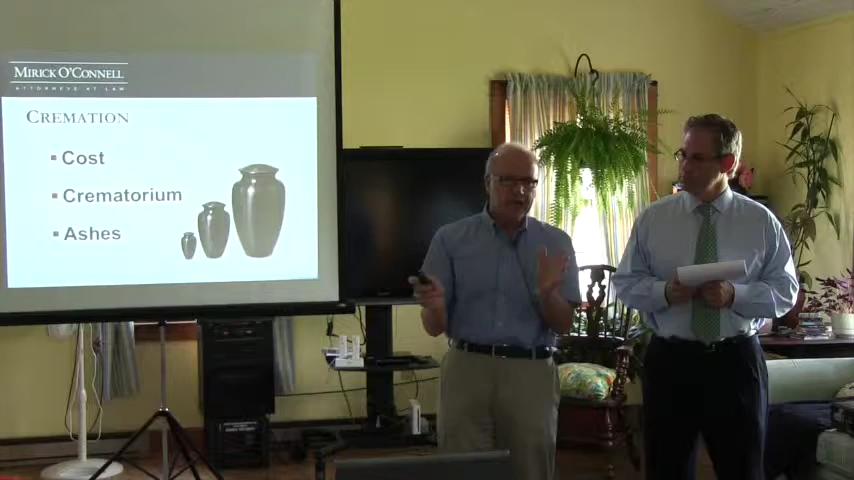 MIRICK O'CONNELL
ATTORNEYS AT LAW
CREMATION
▪ Cost
▪ Crematorium
▪ Ashes